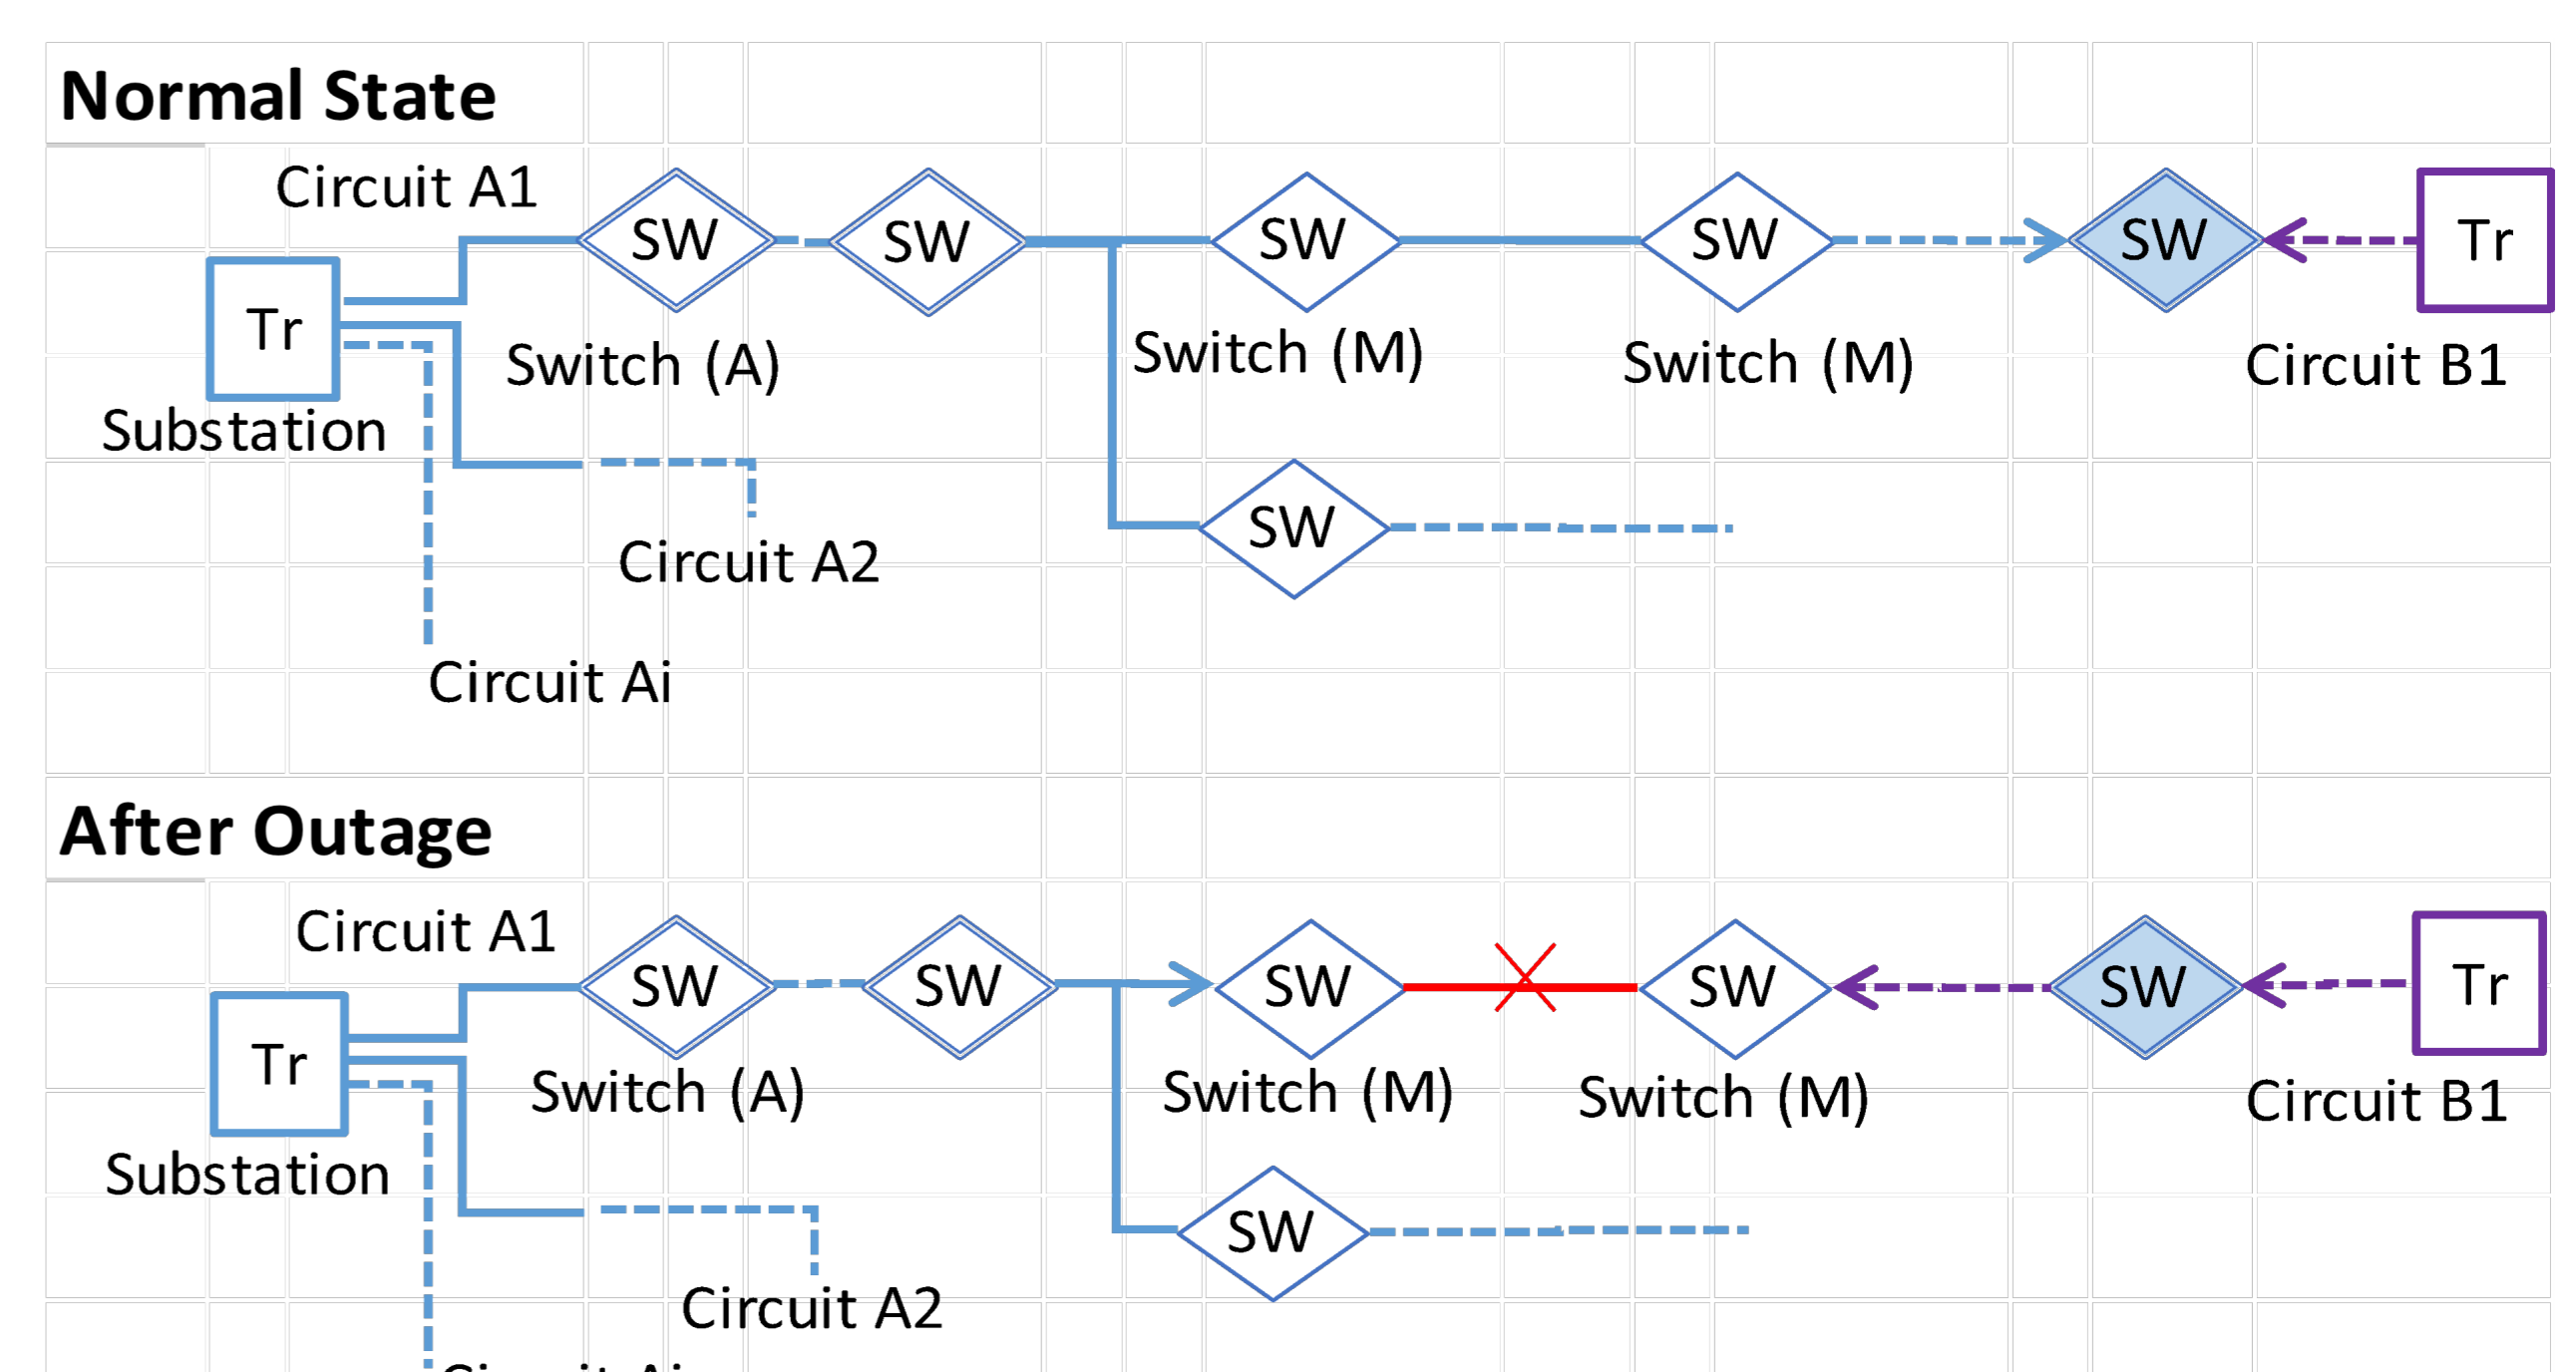 Normal State
Circuit A1
SW
SW
SW
SW
SW
Tr
Tr
Switch (A)
Switch (M)
Switch (M)
Circuit B1
Substation
SW
Circuit A2
Circuit Ai
After Outage
Circuit A1
SW
SW
SW
SW
SW
Tr
Tr
Switch (A)
Switch (M)
Switch (M)
Circuit B1
Substation
SW
Circuit A2